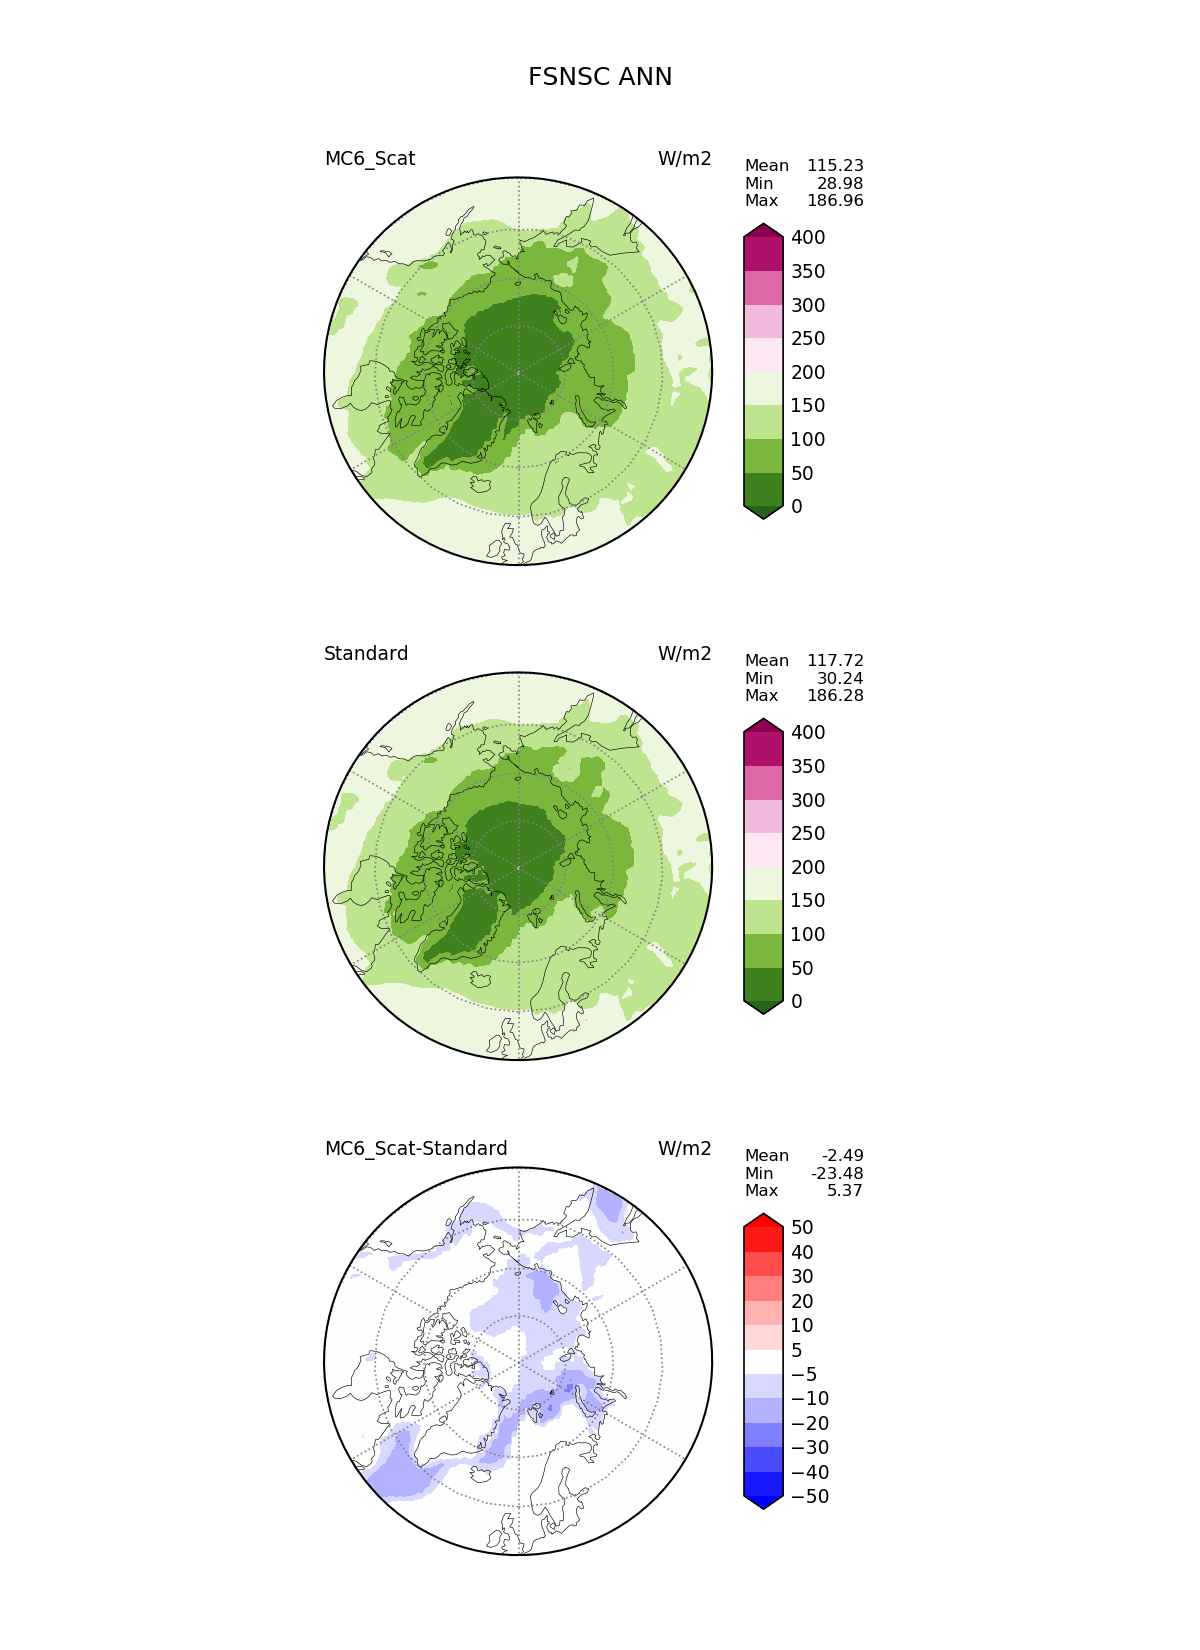 FSNSC ANN
MC6_Scat W/m2
Mean 115.23
Min 28.98
Max 186.96
400
350
300
250
200
150
100
50
0
Standard W/m2
Mean 117.72
Min 30.24
Max 186.28
400
350
300
250
200
150
100
50
0
MC6_Scat-Standard W/m2
Mean -2.49
Min -23.48
Max 5.37
50
40
30
20
10
5
−5
−10
−20
−30
−40
−50